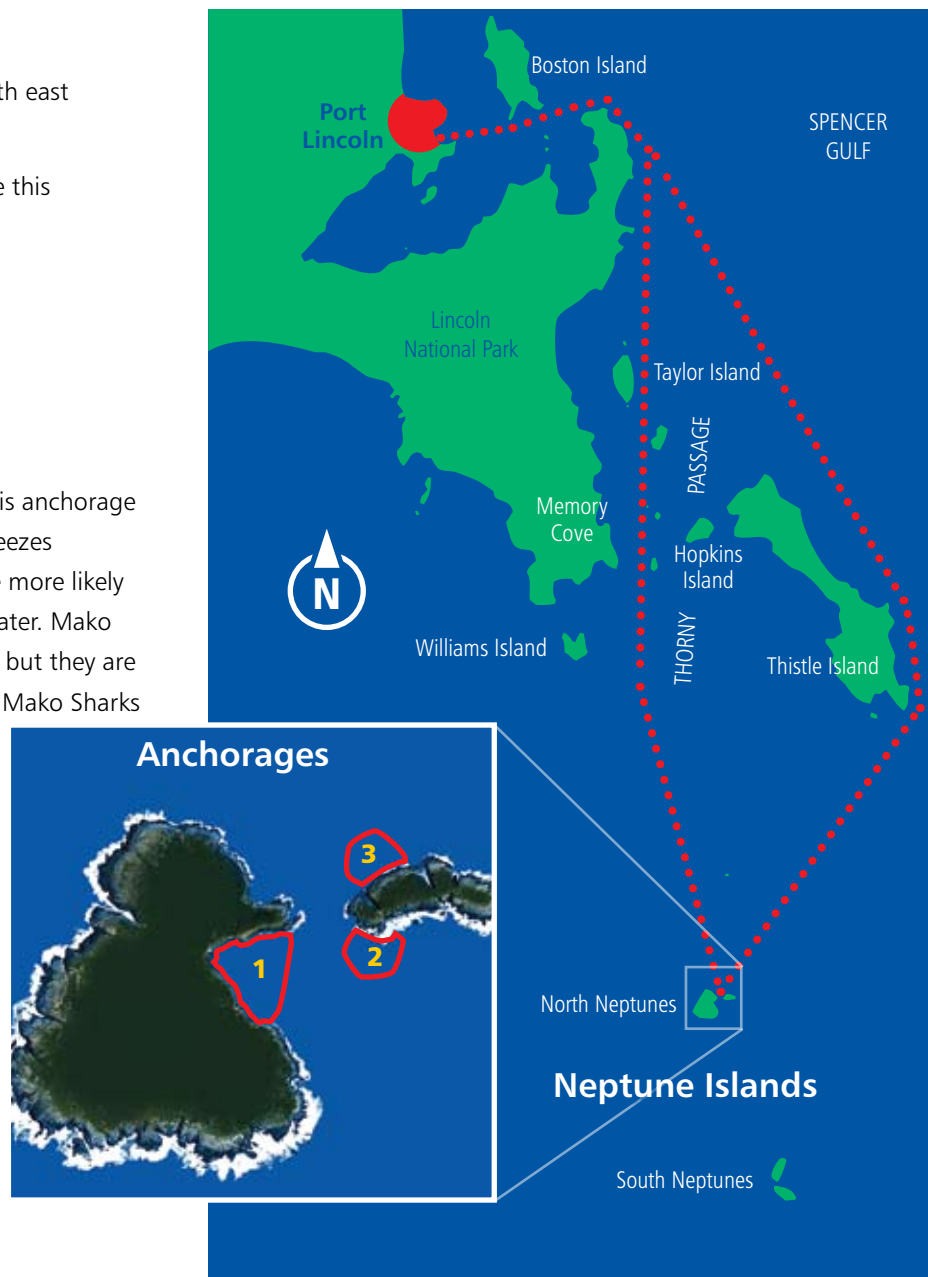 th east
e this
is anchorage
eezes
e more likely
ater. Mako
but they are
Mako Sharks
Boston Island
Port
Lincoln
SPENCER
GULF
Lincoln
National Park
Taylor Island
PASSAGE
Memory
Cove
Hopkins
Island
N
THORNY
Williams Island
Thistle Island
Anchorages
3
2
1
North Neptunes
Neptune Islands
South Neptunes